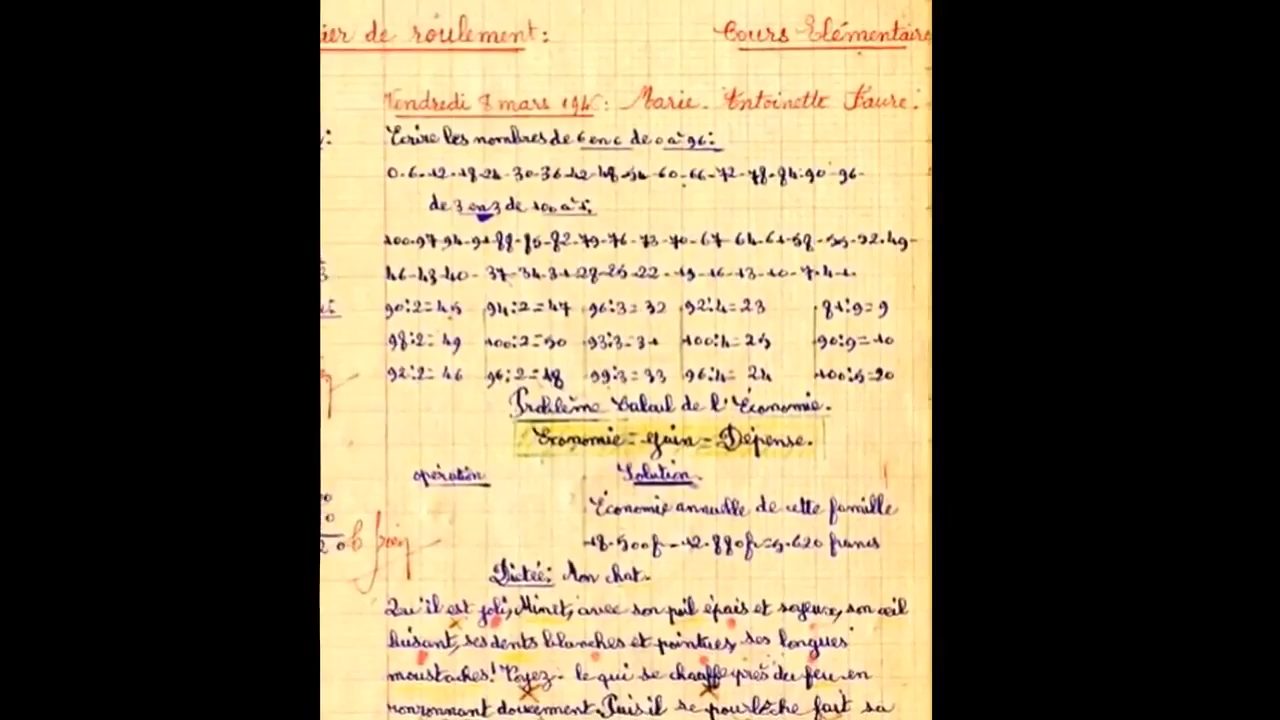 ier de roulement: Cours Elémentaire
Vendredi 8 mars 1946: Marie-Antoinette Faure.
Ecrire les nombres de 6 en 6 de 0 à 96:
0-6-12-18-24-30-36-42-48-54-60-66-72-78-84-90-96-
de 3 en 3 de 100 à 1:
100-97-94-91-88-85-82-79-76-73-70-67-64-61-58-55-52-49-
46-43-40-37-34-31-28-25-22-19-16-13-10-7-4-1.
90:2=45 94:2=47 96:3=32 92:4=23 81:9=9
98:2=49 100:2=50 93:3=31 100:4=25 90:9=10
92:2=46 96:2=48 99:3=33 96:4=24 100:5=20
Problème Calcul de l'Économie.
Economie = Gain - Dépense.
opération Solution
Économie annuelle de cette famille
18.500f - 12.880f = 5.620 francs
bien
Dictée: Mon chat.
Qu'il est joli, Minet, avec son poil épais et soyeux, son œil
luisant, ses dents blanches et pointues, ses longues
moustaches! Voyez-le qui se chauffe près du feu en
ronronnant doucement. Puis il se pourlèche fait sa